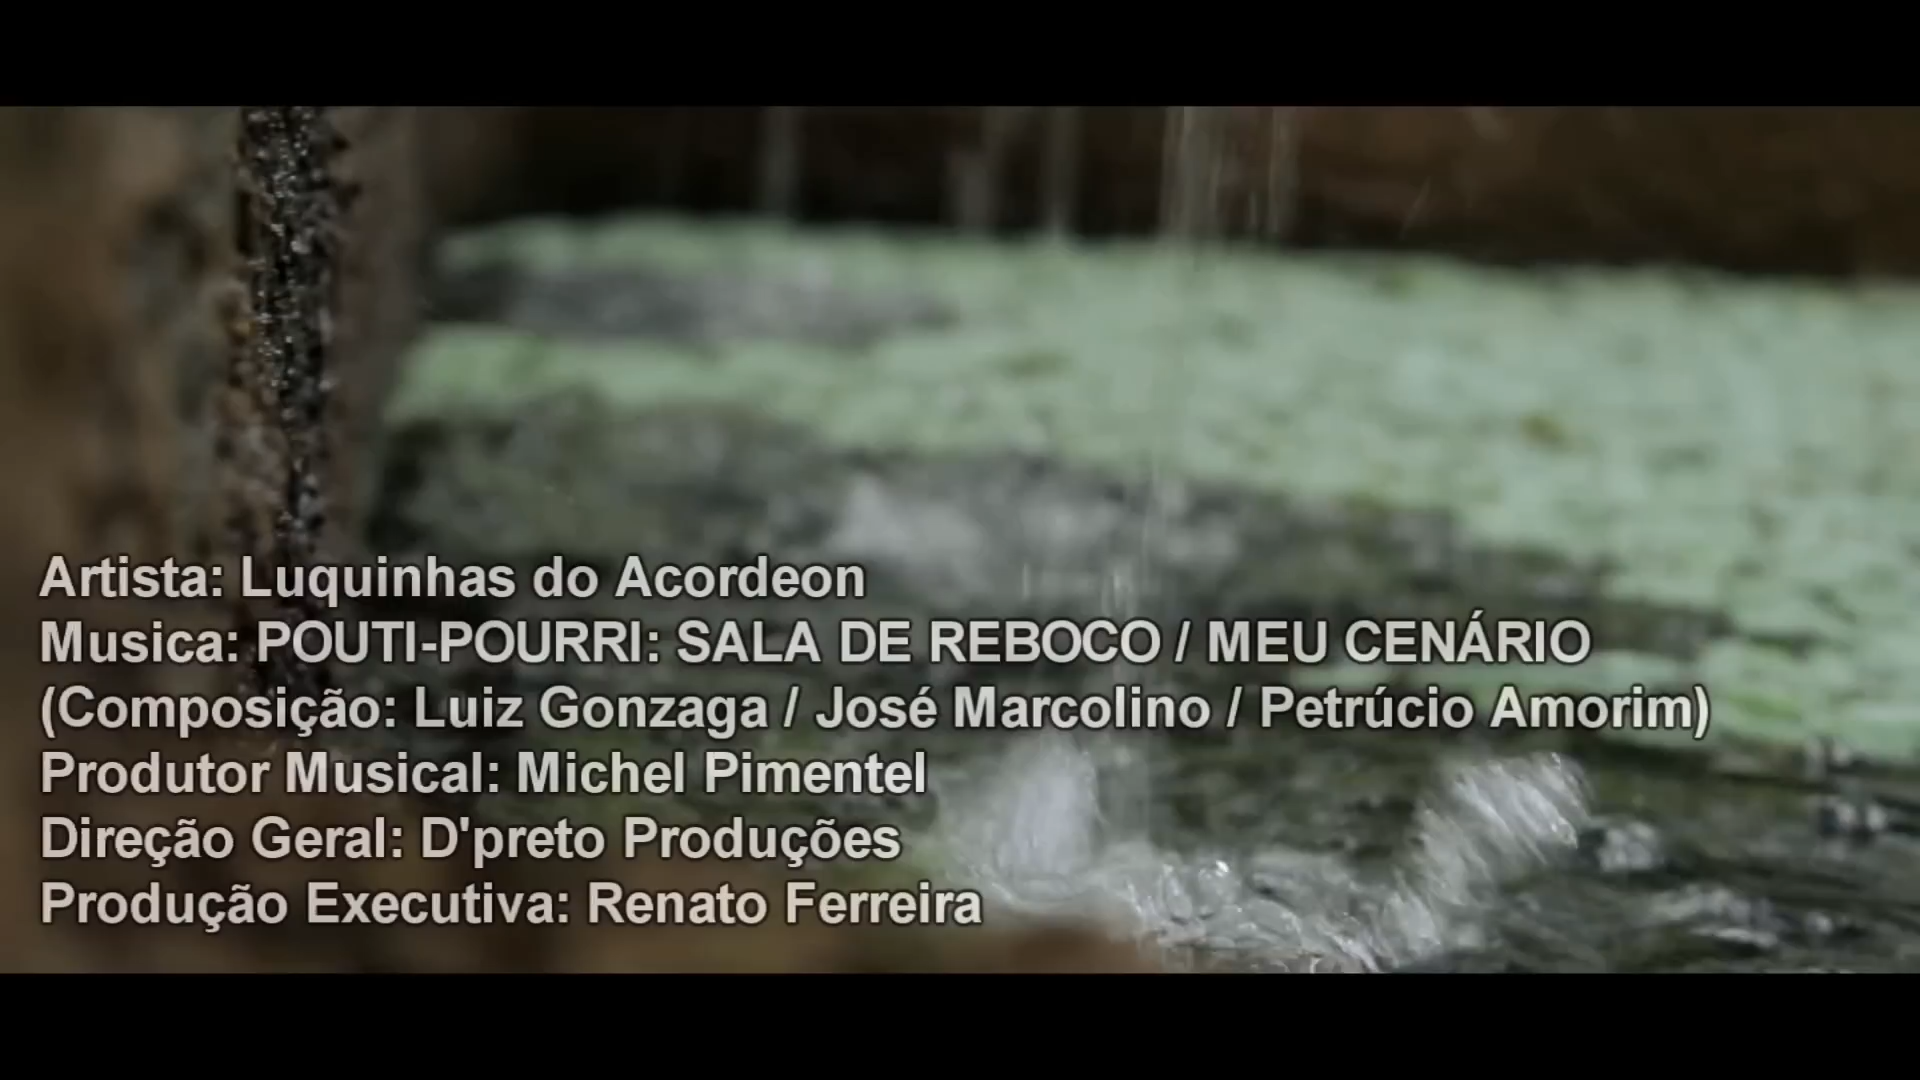 Artista: Luquinhas do Acordeon
Musica: POUTI-POURRI: SALA DE REBOCO / MEU CENÁRIO
(Composição: Luiz Gonzaga / José Marcolino / Petrúcio Amorim)
Produtor Musical: Michel Pimentel
Direção Geral: D'preto Produções
Produção Executiva: Renato Ferreira